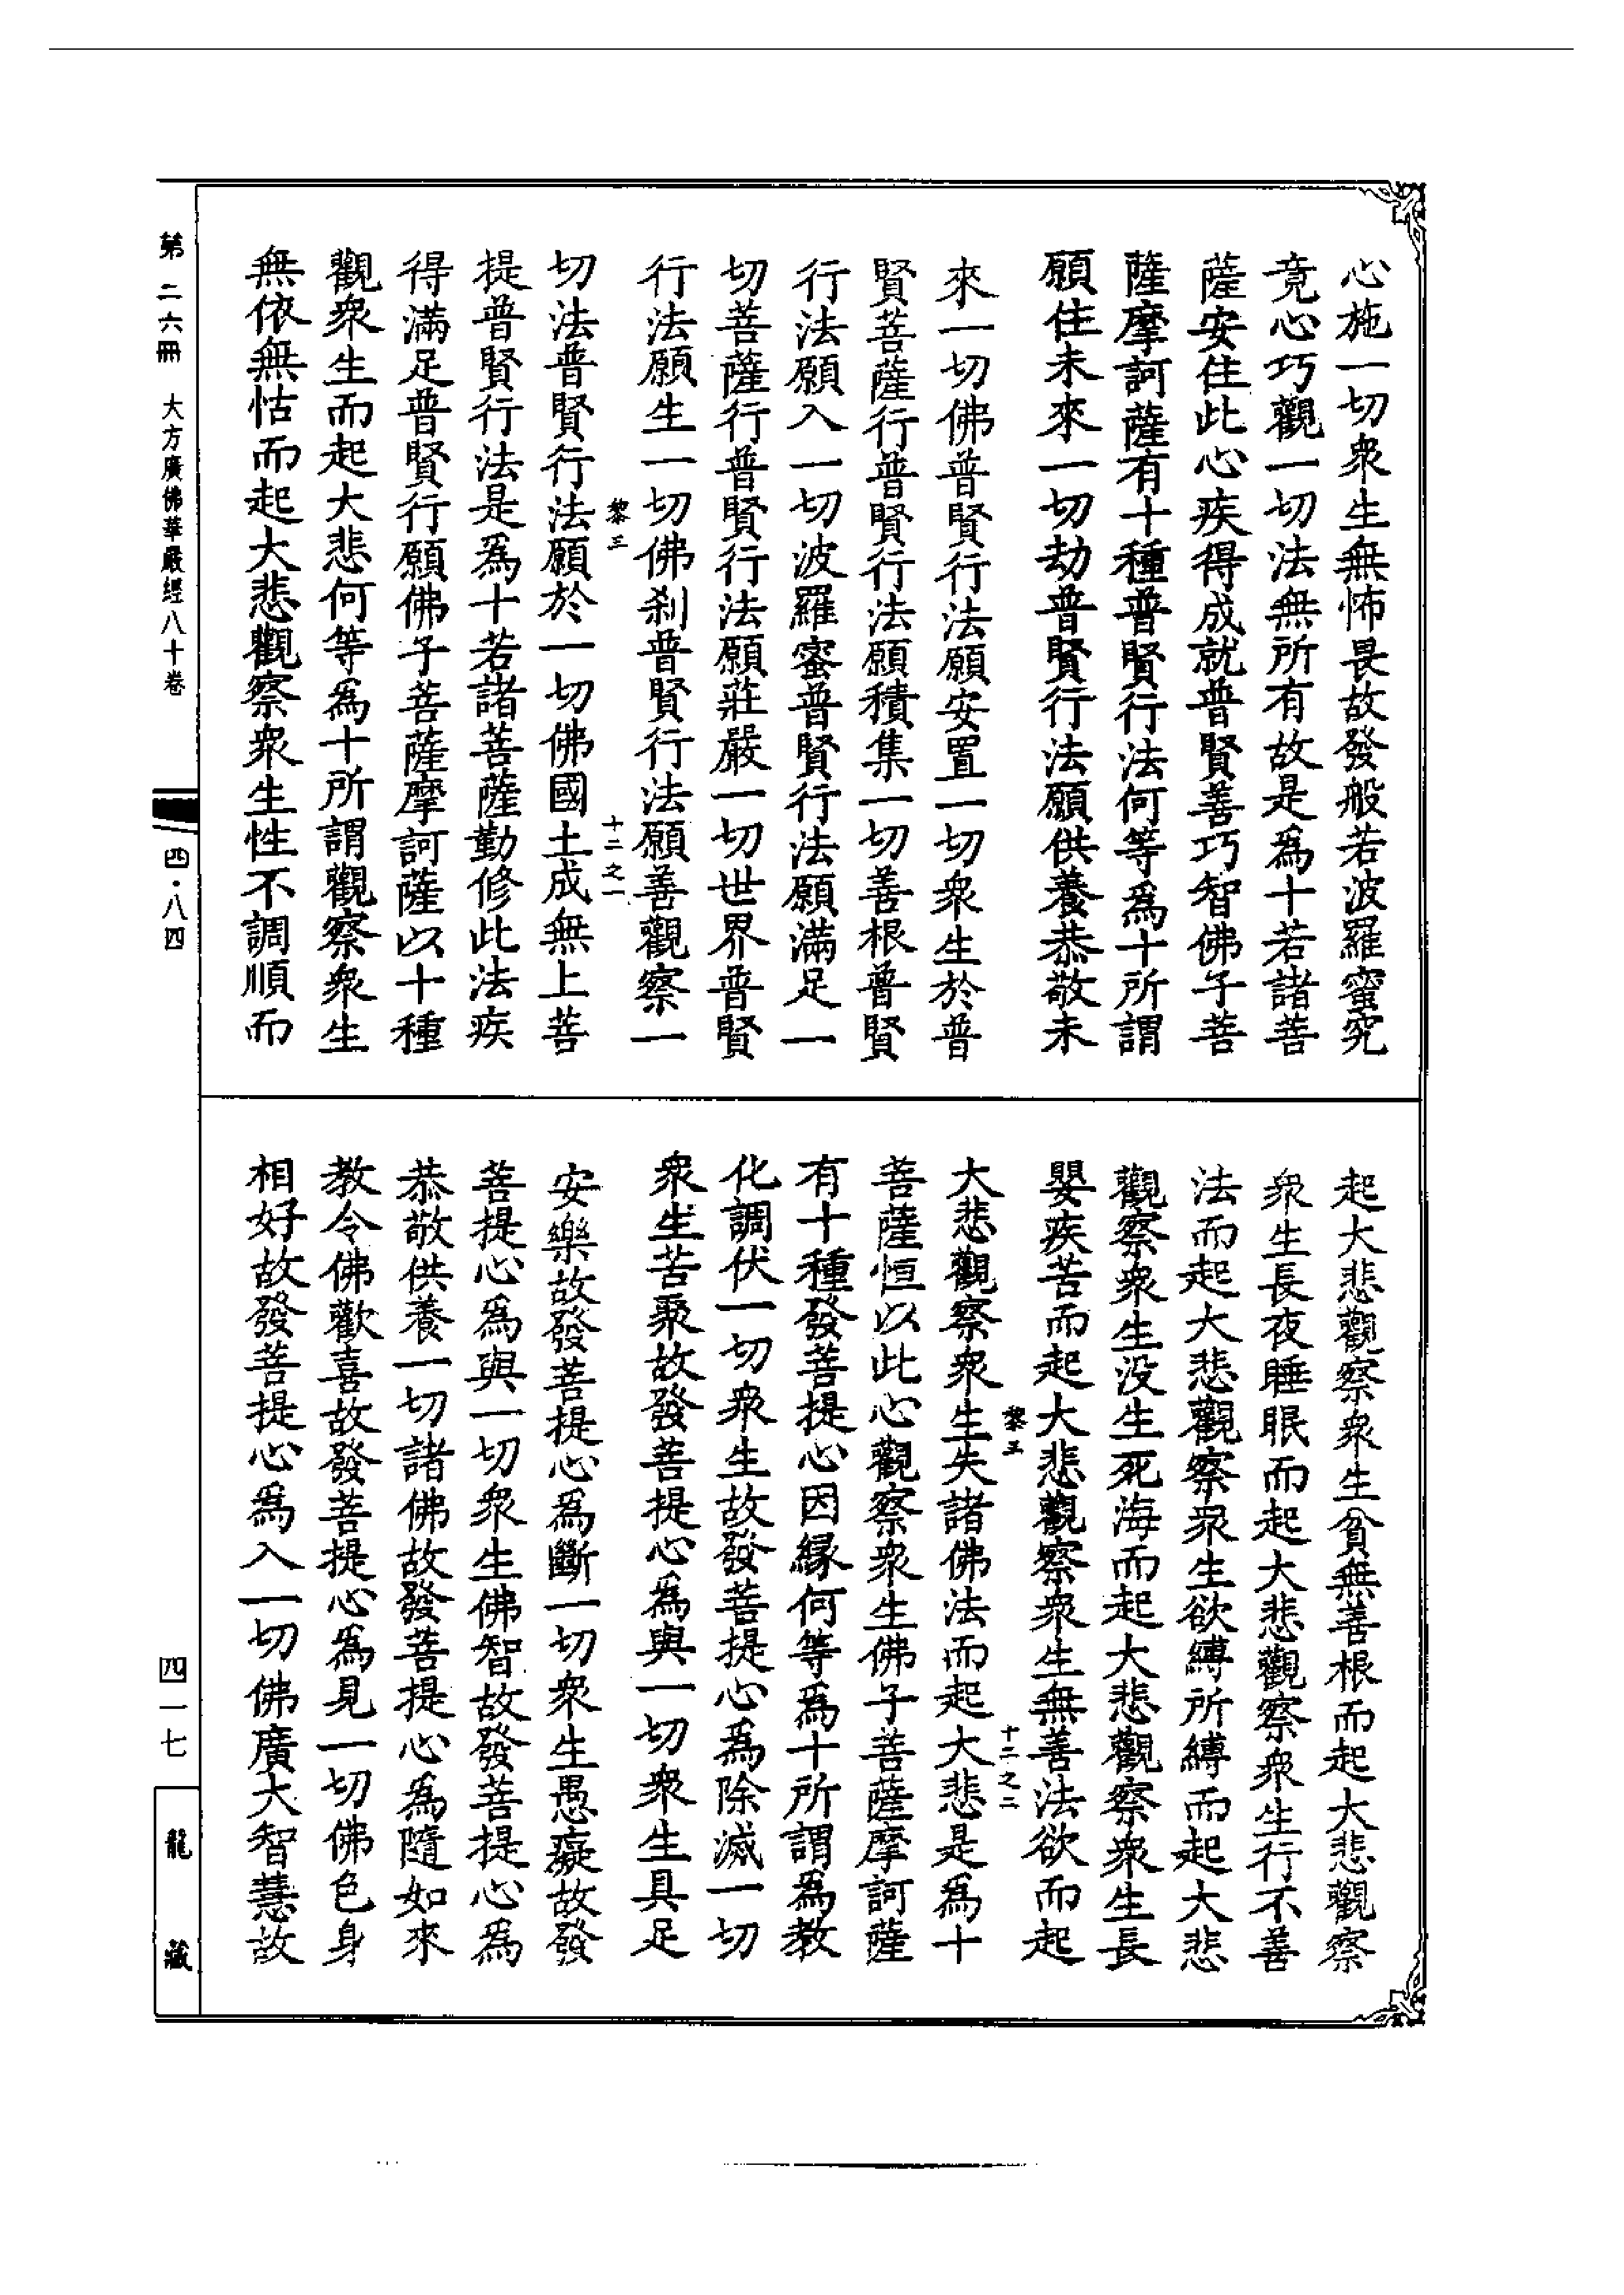 心施一切衆生無怖畏故發般若波羅蜜究
竟心巧觀一切法無所有故是爲十若諸菩
薩安住此心疾得成就普賢善巧智佛子菩
薩摩訶薩有十種普賢行法何等爲十所謂
願住未來一切劫普賢行法願供養恭敬未
來一切佛普賢行法願安置一切衆生於普
賢菩薩行普賢行法願積集一切善根普賢
行法願入一切波羅蜜普賢行法願滿足一
切菩薩行普賢行法願莊嚴一切世界普賢
行法願生一切佛刹普賢行法願善觀察一
黎三 十二之一
切法普賢行法願於一切佛國土成無上菩
提普賢行法是爲十若諸菩薩勤修此法疾
得滿足普賢行願佛子菩薩摩訶薩以十種
觀衆生而起大悲何等爲十所謂觀察衆生
無依無怙而起大悲觀察衆生性不調順而
起大悲觀察衆生貧無善根而起大悲觀察
衆生長夜睡眠而起大悲觀察衆生行不善
法而起大悲觀察衆生欲縛所縛而起大悲
觀察衆生没生死海而起大悲觀察衆生長
嬰疾苦而起大悲觀察衆生無善法欲而起
黎三 十二之二
大悲觀察衆生失諸佛法而起大悲是爲十
菩薩恒以此心觀察衆生佛子菩薩摩訶薩
有十種發菩提心因緣何等爲十所謂爲教
化調伏一切衆生故發菩提心爲除滅一切
衆生苦聚故發菩提心爲與一切衆生具足
安樂故發菩提心爲斷一切衆生愚癡故發
菩提心爲與一切衆生佛智故發菩提心爲
恭敬供養一切諸佛故發菩提心爲隨如來
教令佛歡喜故發菩提心爲見一切佛色身
相好故發菩提心爲入一切佛廣大智慧故
第二六冊 大方廣佛華嚴經八十卷
四·八四
四一七
龍藏